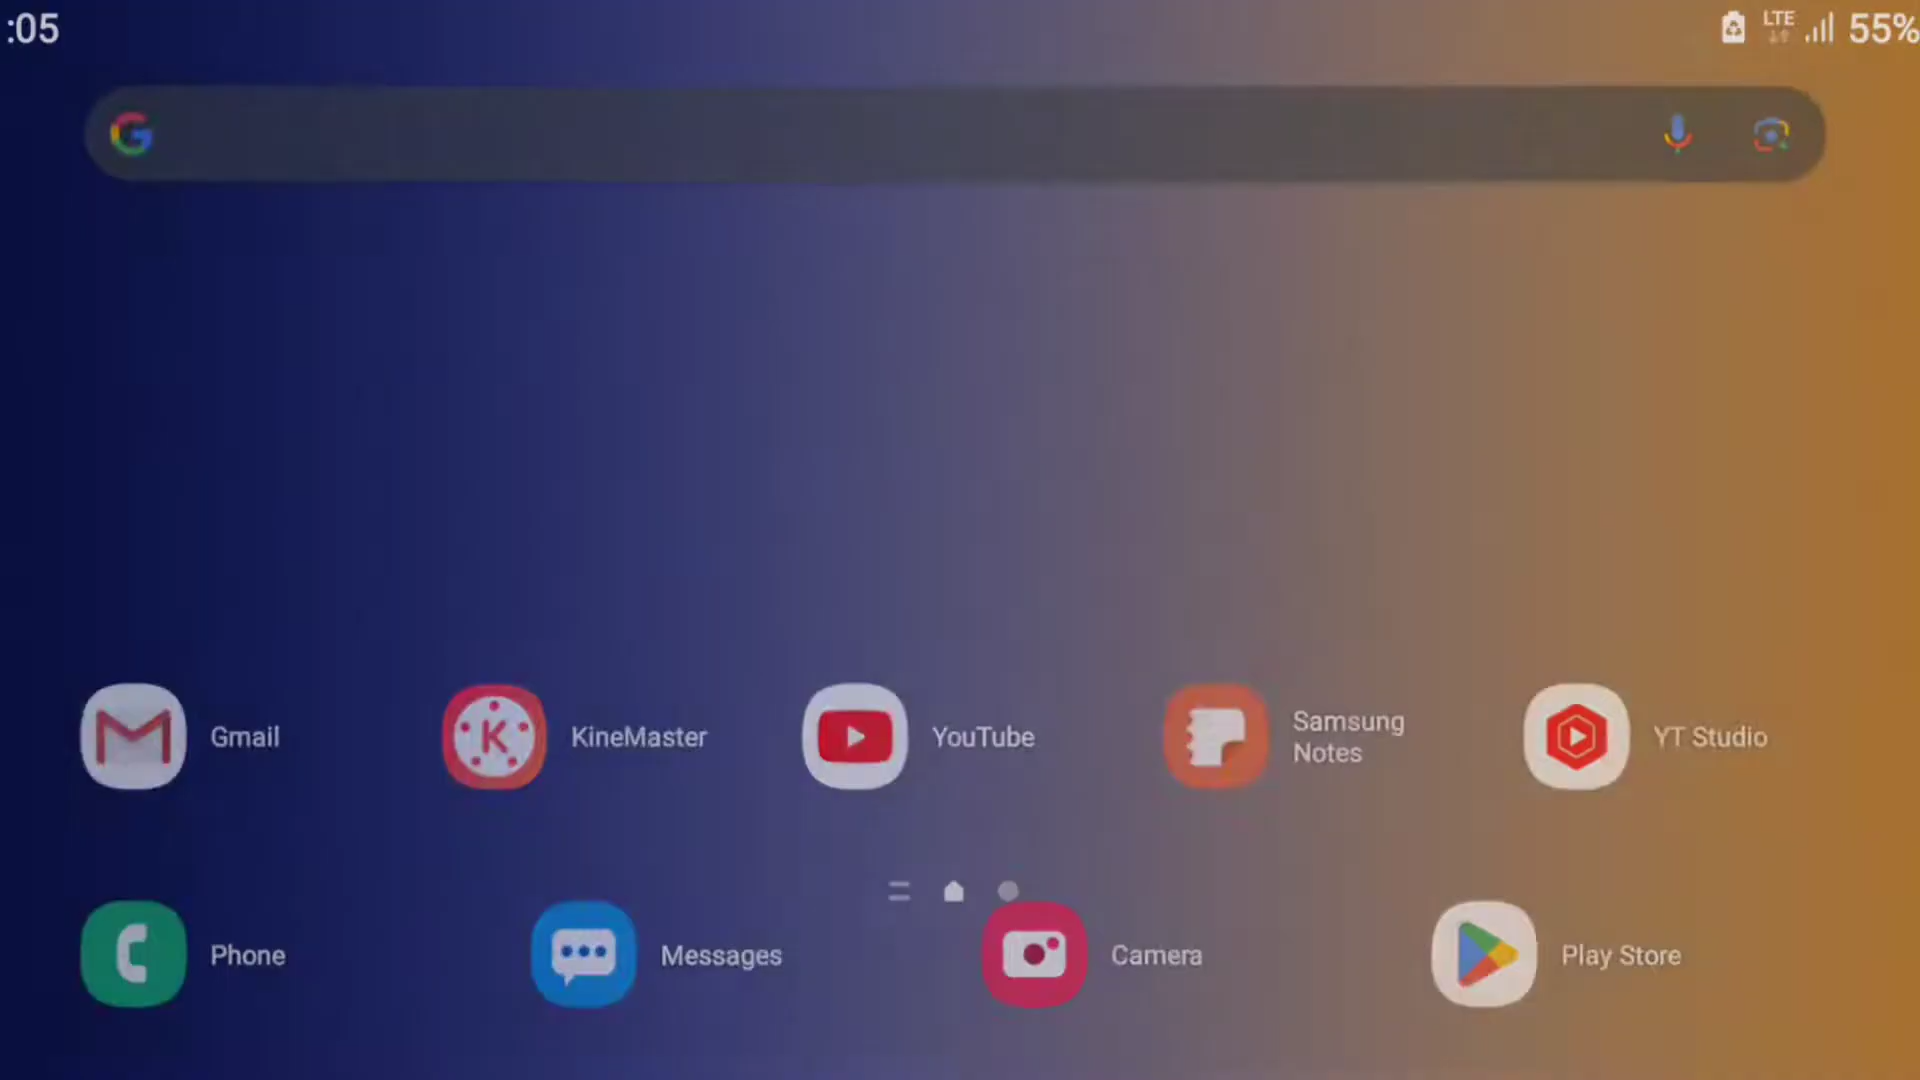 :05
LTE
55%
Gmail
KineMaster
YouTube
Samsung
Notes
YT Studio
Phone
Messages
Camera
Play Store